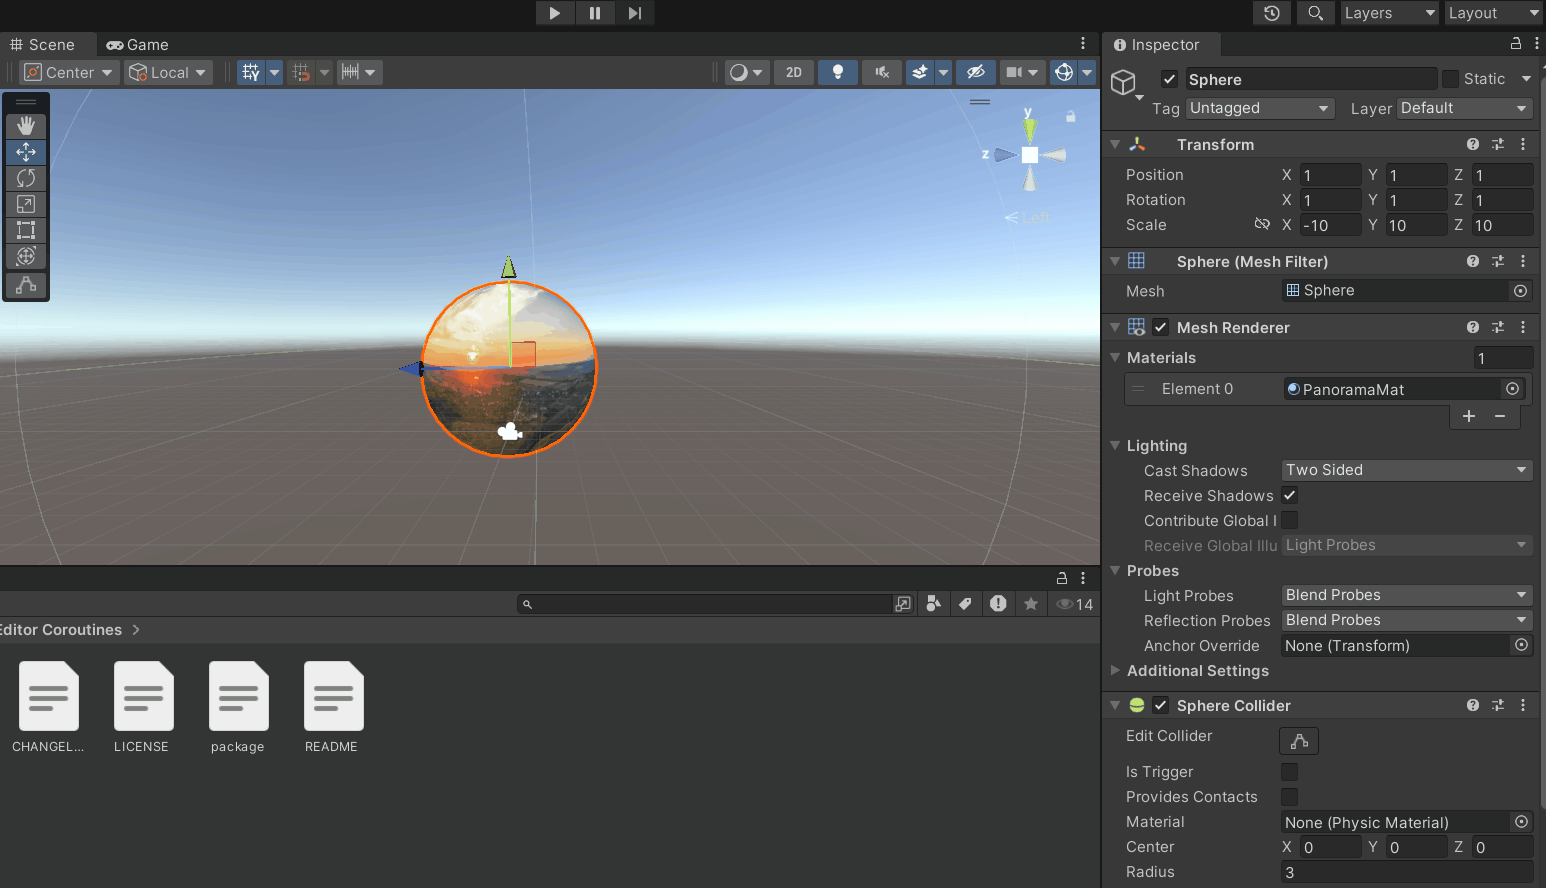 Layers
Layout
Scene
Game
Inspector
Center
Local
2D
Sphere
Static
Tag
Untagged
Layer
Default
y
z
Left
Transform
Position X 1 Y 1 Z 1
Rotation X 1 Y 1 Z 1
Scale X -10 Y 10 Z 10
Sphere (Mesh Filter)
Mesh Sphere
Mesh Renderer
Materials 1
Element 0 PanoramaMat
Lighting
Cast Shadows Two Sided
Receive Shadows
Contribute Global I
Receive Global Illu Light Probes
Probes
Light Probes Blend Probes
Reflection Probes Blend Probes
Anchor Override None (Transform)
Additional Settings
Sphere Collider
Edit Collider
Is Trigger
Provides Contacts
Material None (Physic Material)
Center X 0 Y 0 Z 0
Radius 3
14
Editor Coroutines
CHANGEL...
LICENSE
package
README